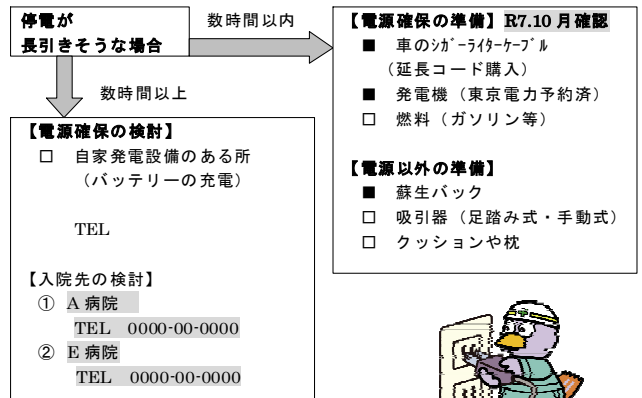 停電が
長引きそうな場合
数時間以内
数時間以上
【電源確保の検討】
□ 自家発電設備のある所
（バッテリーの充電）
TEL
【入院先の検討】
① A 病院
TEL 0000-00-0000
② E 病院
TEL 0000-00-0000
【電源確保の準備】R7.10 月確認
■ 車のｼｶﾞｰﾗｲﾀｰｹｰﾌﾞﾙ
（延長コード購入）
■ 発電機（東京電力予約済）
□ 燃料（ガソリン等）
【電源以外の準備】
■ 蘇生バック
□ 吸引器（足踏み式・手動式）
□ クッションや枕